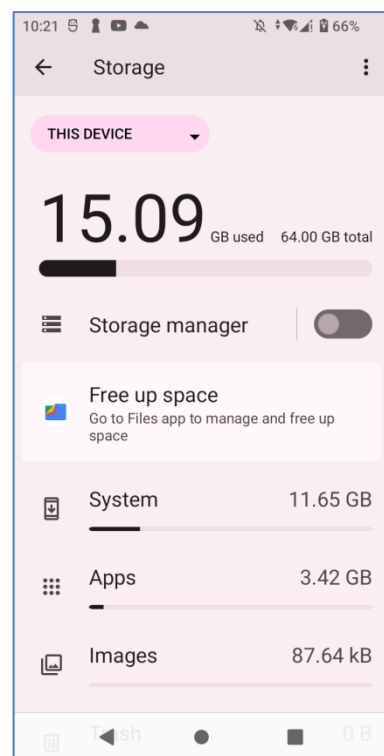 10:21 66%
Storage
THIS DEVICE
15.09 GB used 64.00 GB total
Storage manager
Free up space
Go to Files app to manage and free up
space
System 11.65 GB
Apps 3.42 GB
Images 87.64 kB
Trash 0 B